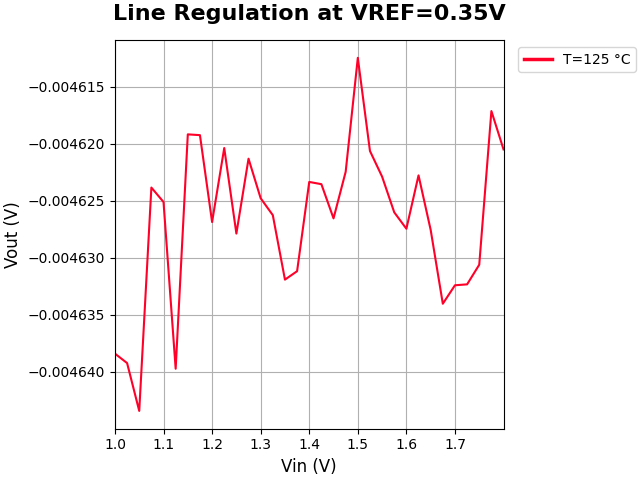 Line Regulation at VREF=0.35V
T=125 °C
−0.004615
−0.004620
−0.004625
−0.004630
−0.004635
−0.004640
Vout (V)
1.0 1.1 1.2 1.3 1.4 1.5 1.6 1.7
Vin (V)